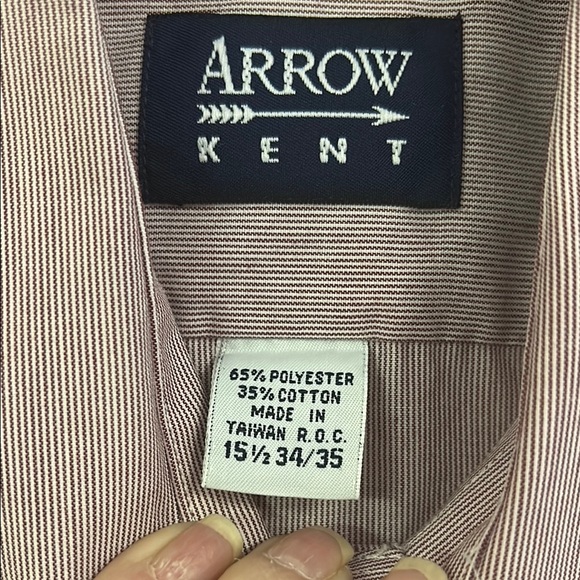 ARROW
KENT
65% POLYESTER
35% COTTON
MADE IN
TAIWAN R.O.C.
15½ 34/35